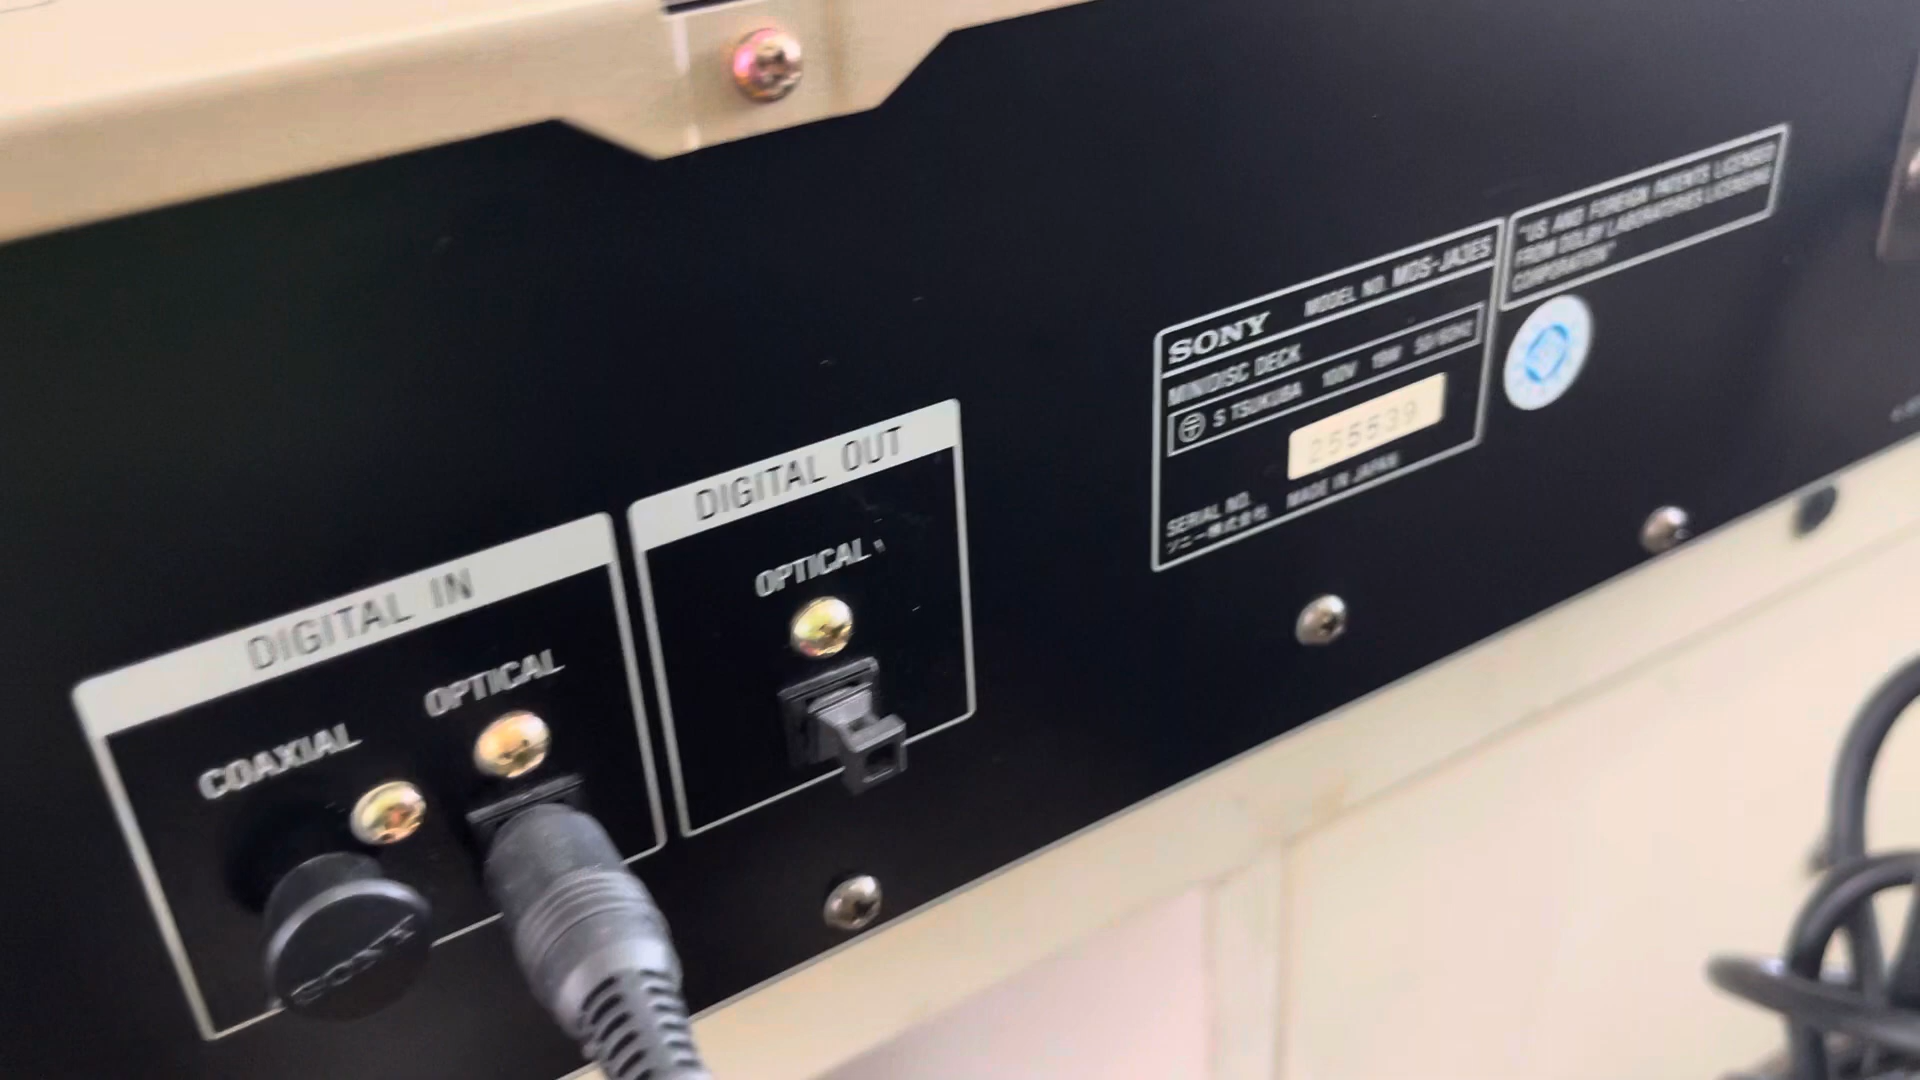 DIGITAL IN
COAXIAL
OPTICAL
SONY
DIGITAL OUT
OPTICAL
SONY MODEL NO. MDS-JA3ES
MINIDISC DECK
S TSUKUBA 100V 19W 50/60HZ
255539
SERIAL NO.
ソニー株式会社 MADE IN JAPAN
"US AND FOREIGN PATENTS LICENSED
FROM DOLBY LABORATORIES LICENSING
CORPORATION"